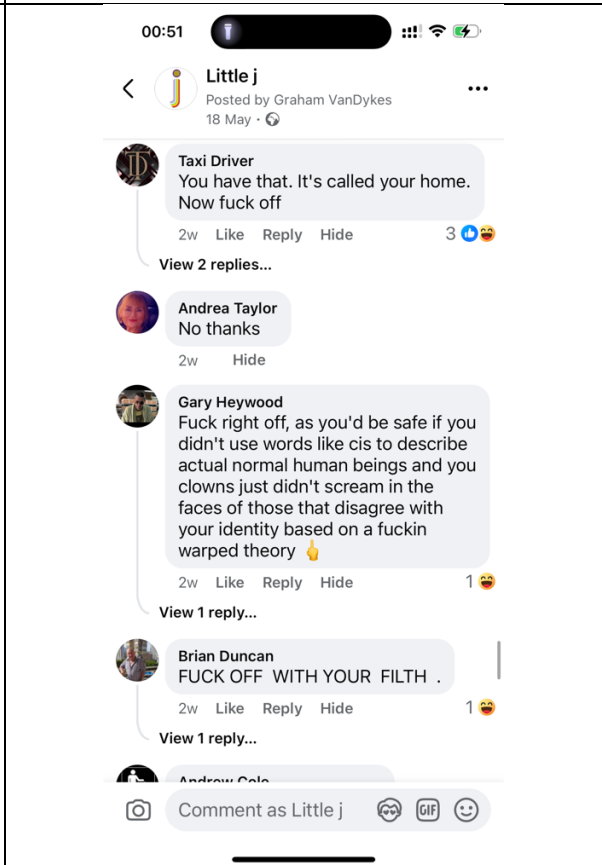 00:51
Little j
Posted by Graham VanDykes
18 May ·
Taxi Driver
You have that. It's called your home.
Now fuck off
2w Like Reply Hide 3
View 2 replies...
Andrea Taylor
No thanks
2w Hide
Gary Heywood
Fuck right off, as you'd be safe if you
didn't use words like cis to describe
actual normal human beings and you
clowns just didn't scream in the
faces of those that disagree with
your identity based on a fuckin
warped theory 🖕
2w Like Reply Hide 1
View 1 reply...
Brian Duncan
FUCK OFF WITH YOUR FILTH .
2w Like Reply Hide 1
View 1 reply...
Andrew Cole
Comment as Little j GIF